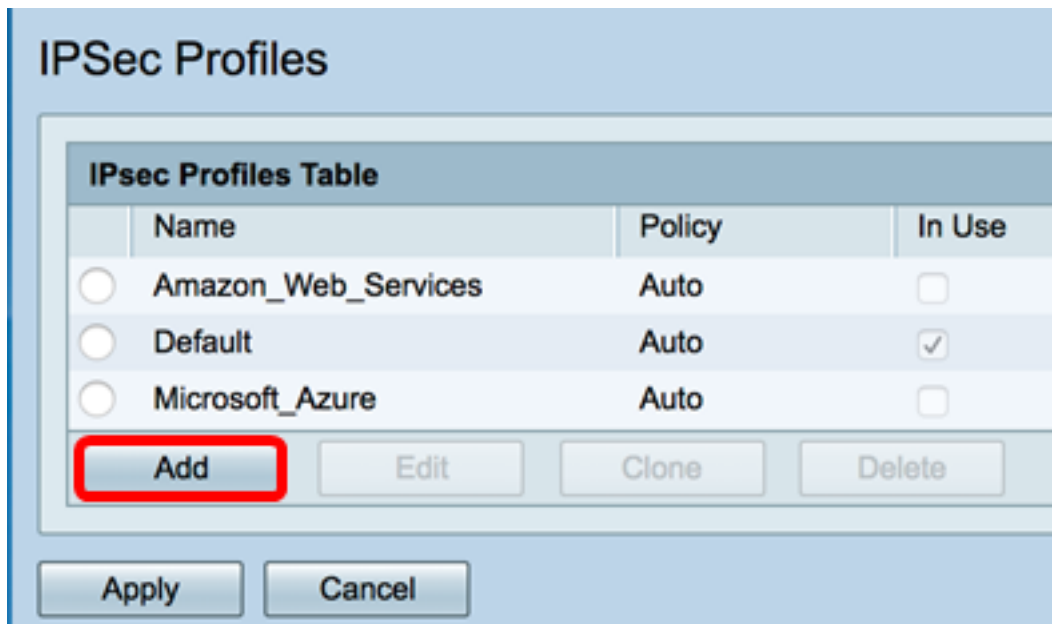 IPSec Profiles
IPsec Profiles Table
Name Policy In Use
Amazon_Web_Services Auto
Default Auto
Microsoft_Azure Auto
Add Edit Clone Delete
Apply Cancel